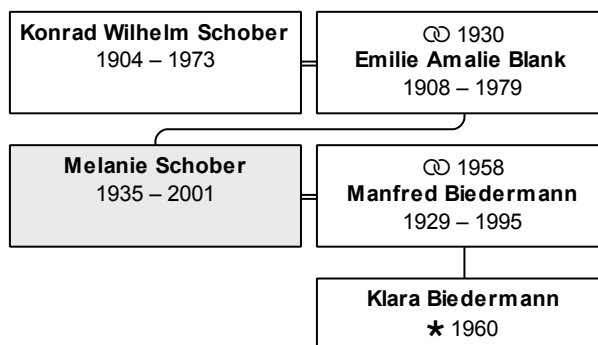 Konrad Wilhelm Schober
1904 – 1973
⚭ 1930
Emilie Amalie Blank
1908 – 1979
Melanie Schober
1935 – 2001
⚭ 1958
Manfred Biedermann
1929 – 1995
Klara Biedermann
★ 1960